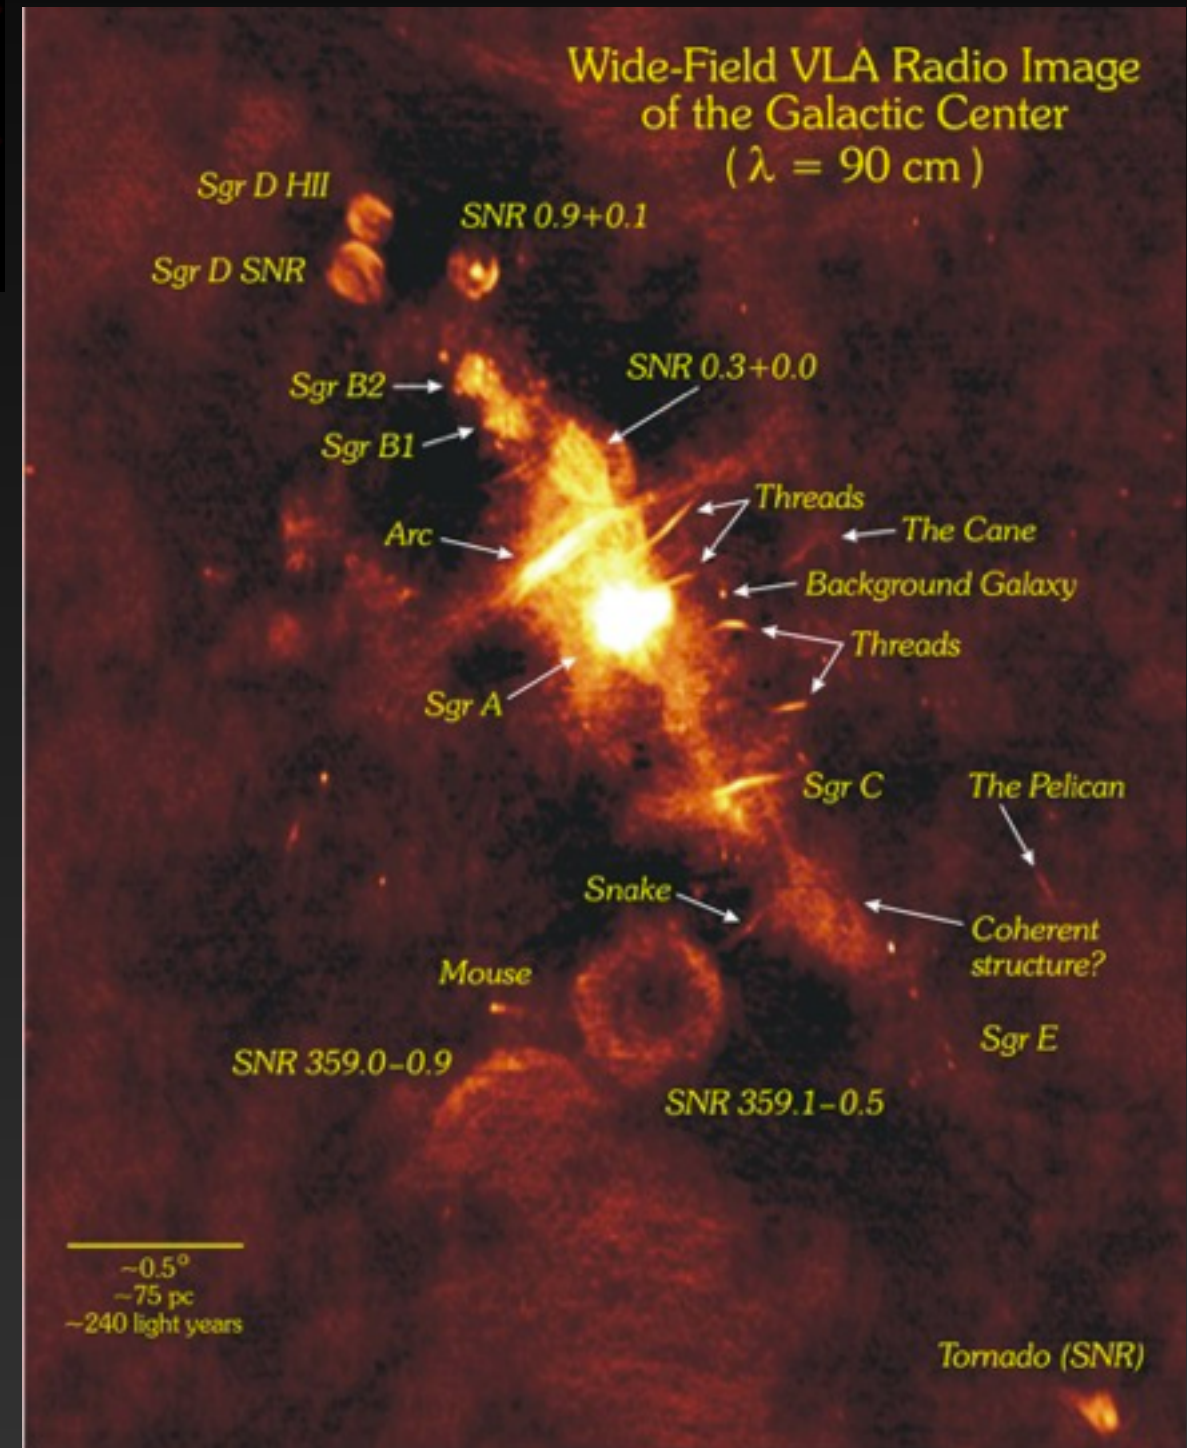 Wide-Field VLA Radio Image
of the Galactic Center
(λ = 90 cm)
Sgr D HII
SNR 0.9+0.1
Sgr D SNR
SNR 0.3+0.0
Sgr B2
Sgr B1
Threads
Arc
The Cane
Background Galaxy
Threads
Sgr A
Sgr C
The Pelican
Snake
Coherent
structure?
Mouse
Sgr E
SNR 359.0–0.9
SNR 359.1–0.5
~0.5°
~75 pc
~240 light years
Tornado (SNR)